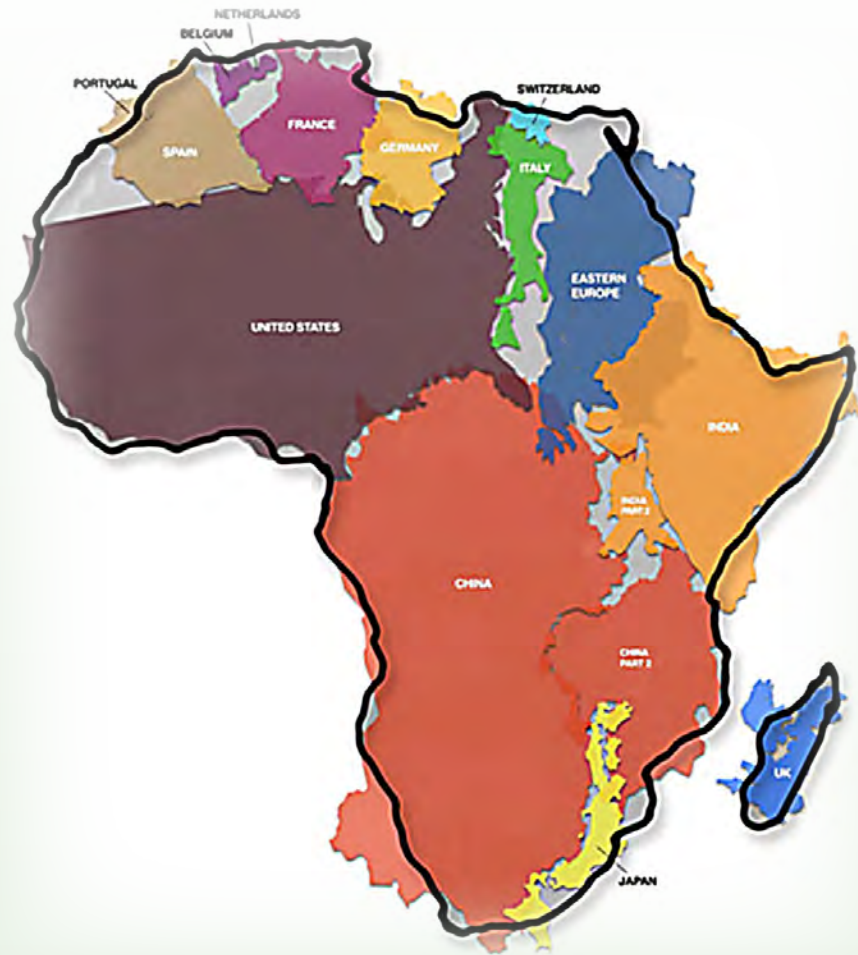 NETHERLANDS
BELGIUM
PORTUGAL
SWITZERLAND
FRANCE
SPAIN
GERMANY
ITALY
EASTERN
EUROPE
UNITED STATES
INDIA
INDIA
PART 2
CHINA
CHINA
PART 2
UK
JAPAN